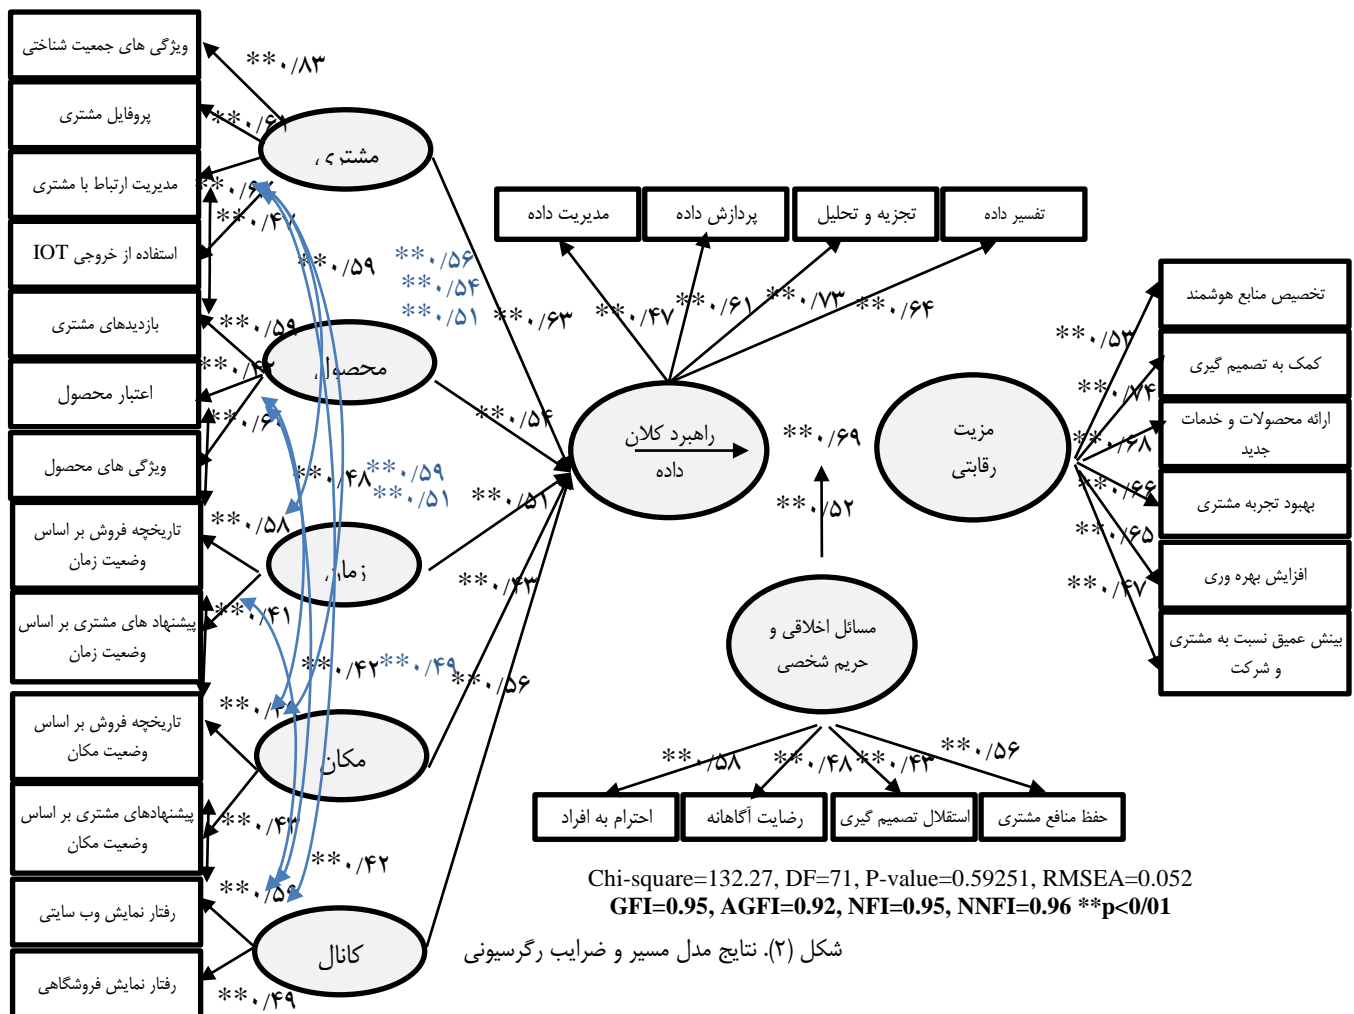 ویژگی های جمعیت شناختی
پروفایل مشتری
مدیریت ارتباط با مشتری
استفاده از خروجی IOT
بازدیدهای مشتری
اعتبار محصول
ویژگی های محصول
تاریخچه فروش بر اساس
وضعیت زمان
پیشنهاد های مشتری بر اساس
وضعیت زمان
تاریخچه فروش بر اساس
وضعیت مکان
پیشنهادهای مشتری بر اساس
وضعیت مکان
رفتار نمایش وب سایتی
رفتار نمایش فروشگاهی
**۰/۸۳
**۰/۶۱
**۰/۴۷
**۰/۵۹
**۰/۵۹
**۰/۴۲
**۰/۴۸
**۰/۵۸
**۰/۴۱
**۰/۴۲
**۰/۴۳
**۰/۴۲
**۰/۵۶
**۰/۴۹
مشتری
محصول
زمان
مکان
کانال
**۰/۵۶
**۰/۵۴
**۰/۵۱
**۰/۵۹
**۰/۵۱
**۰/۴۹
**۰/۶۳
**۰/۵۴
**۰/۵۱
**۰/۴۳
**۰/۵۶
مدیریت داده
پردازش داده
تجزیه و تحلیل
تفسیر داده
**۰/۴۷
**۰/۶۱
**۰/۷۳
**۰/۶۴
راهبرد کلان
داده
**۰/۶۹
**۰/۵۲
مزیت
رقابتی
**۰/۵۳
**۰/۷۴
**۰/۶۸
**۰/۶۶
**۰/۶۵
**۰/۴۷
تخصیص منابع هوشمند
کمک به تصمیم گیری
ارائه محصولات و خدمات
جدید
بهبود تجربه مشتری
افزایش بهره وری
بینش عمیق نسبت به مشتری
و شرکت
مسائل اخلاقی و
حریم شخصی
**۰/۵۸
**۰/۴۸
**۰/۴۳
**۰/۵۶
احترام به افراد
رضایت آگاهانه
استقلال تصمیم گیری
حفظ منافع مشتری
Chi-square=132.27, DF=71, P-value=0.59251, RMSEA=0.052
GFI=0.95, AGFI=0.92, NFI=0.95, NNFI=0.96 **p<0/01
شکل (۲). نتایج مدل مسیر و ضرایب رگرسیونی